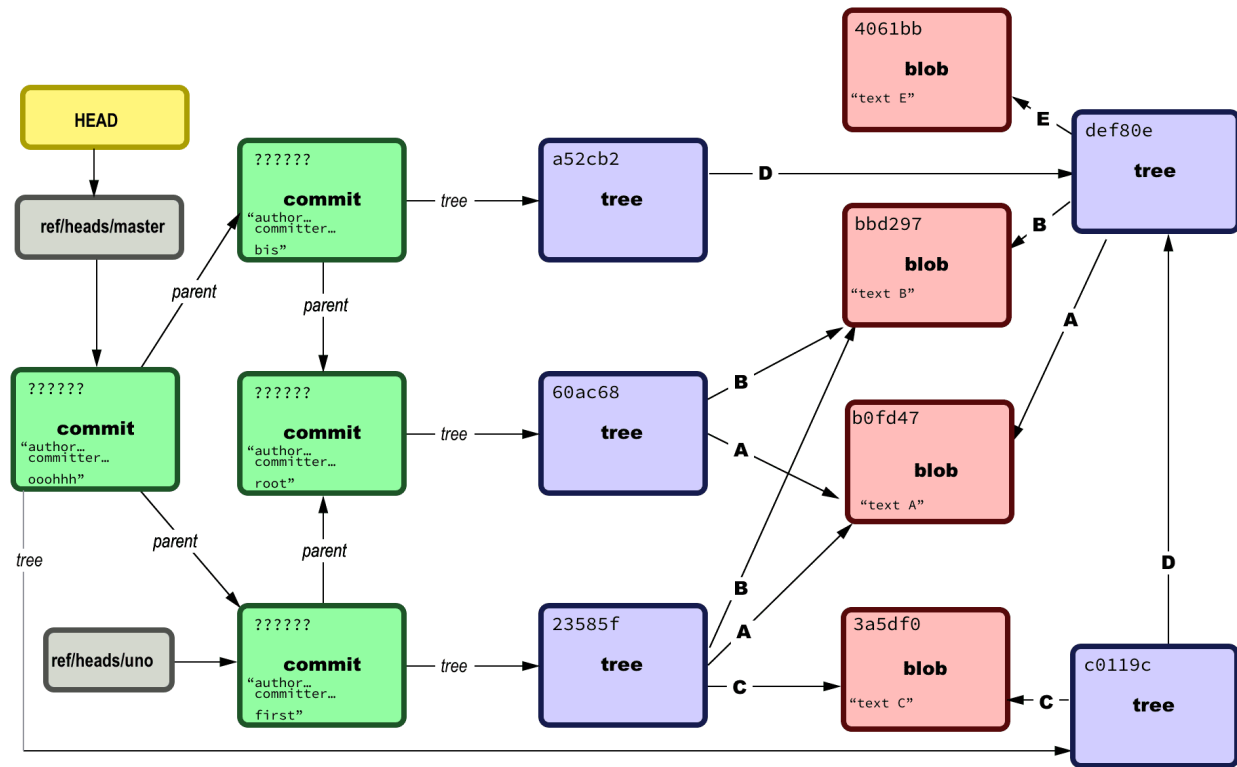 4061bb
blob
“text E”
HEAD
E
def80e
tree
??????
commit
“author…
committer…
bis”
tree
a52cb2
tree
D
ref/heads/master
bbd297
blob
“text B”
B
parent
parent
A
??????
commit
“author…
committer…
ooohhh”
??????
commit
“author…
committer…
root”
tree
60ac68
tree
B
A
b0fd47
blob
“text A”
parent
parent
tree
D
B
A
C
ref/heads/uno
??????
commit
“author…
committer…
first”
tree
23585f
tree
3a5df0
blob
“text C”
C
c0119c
tree